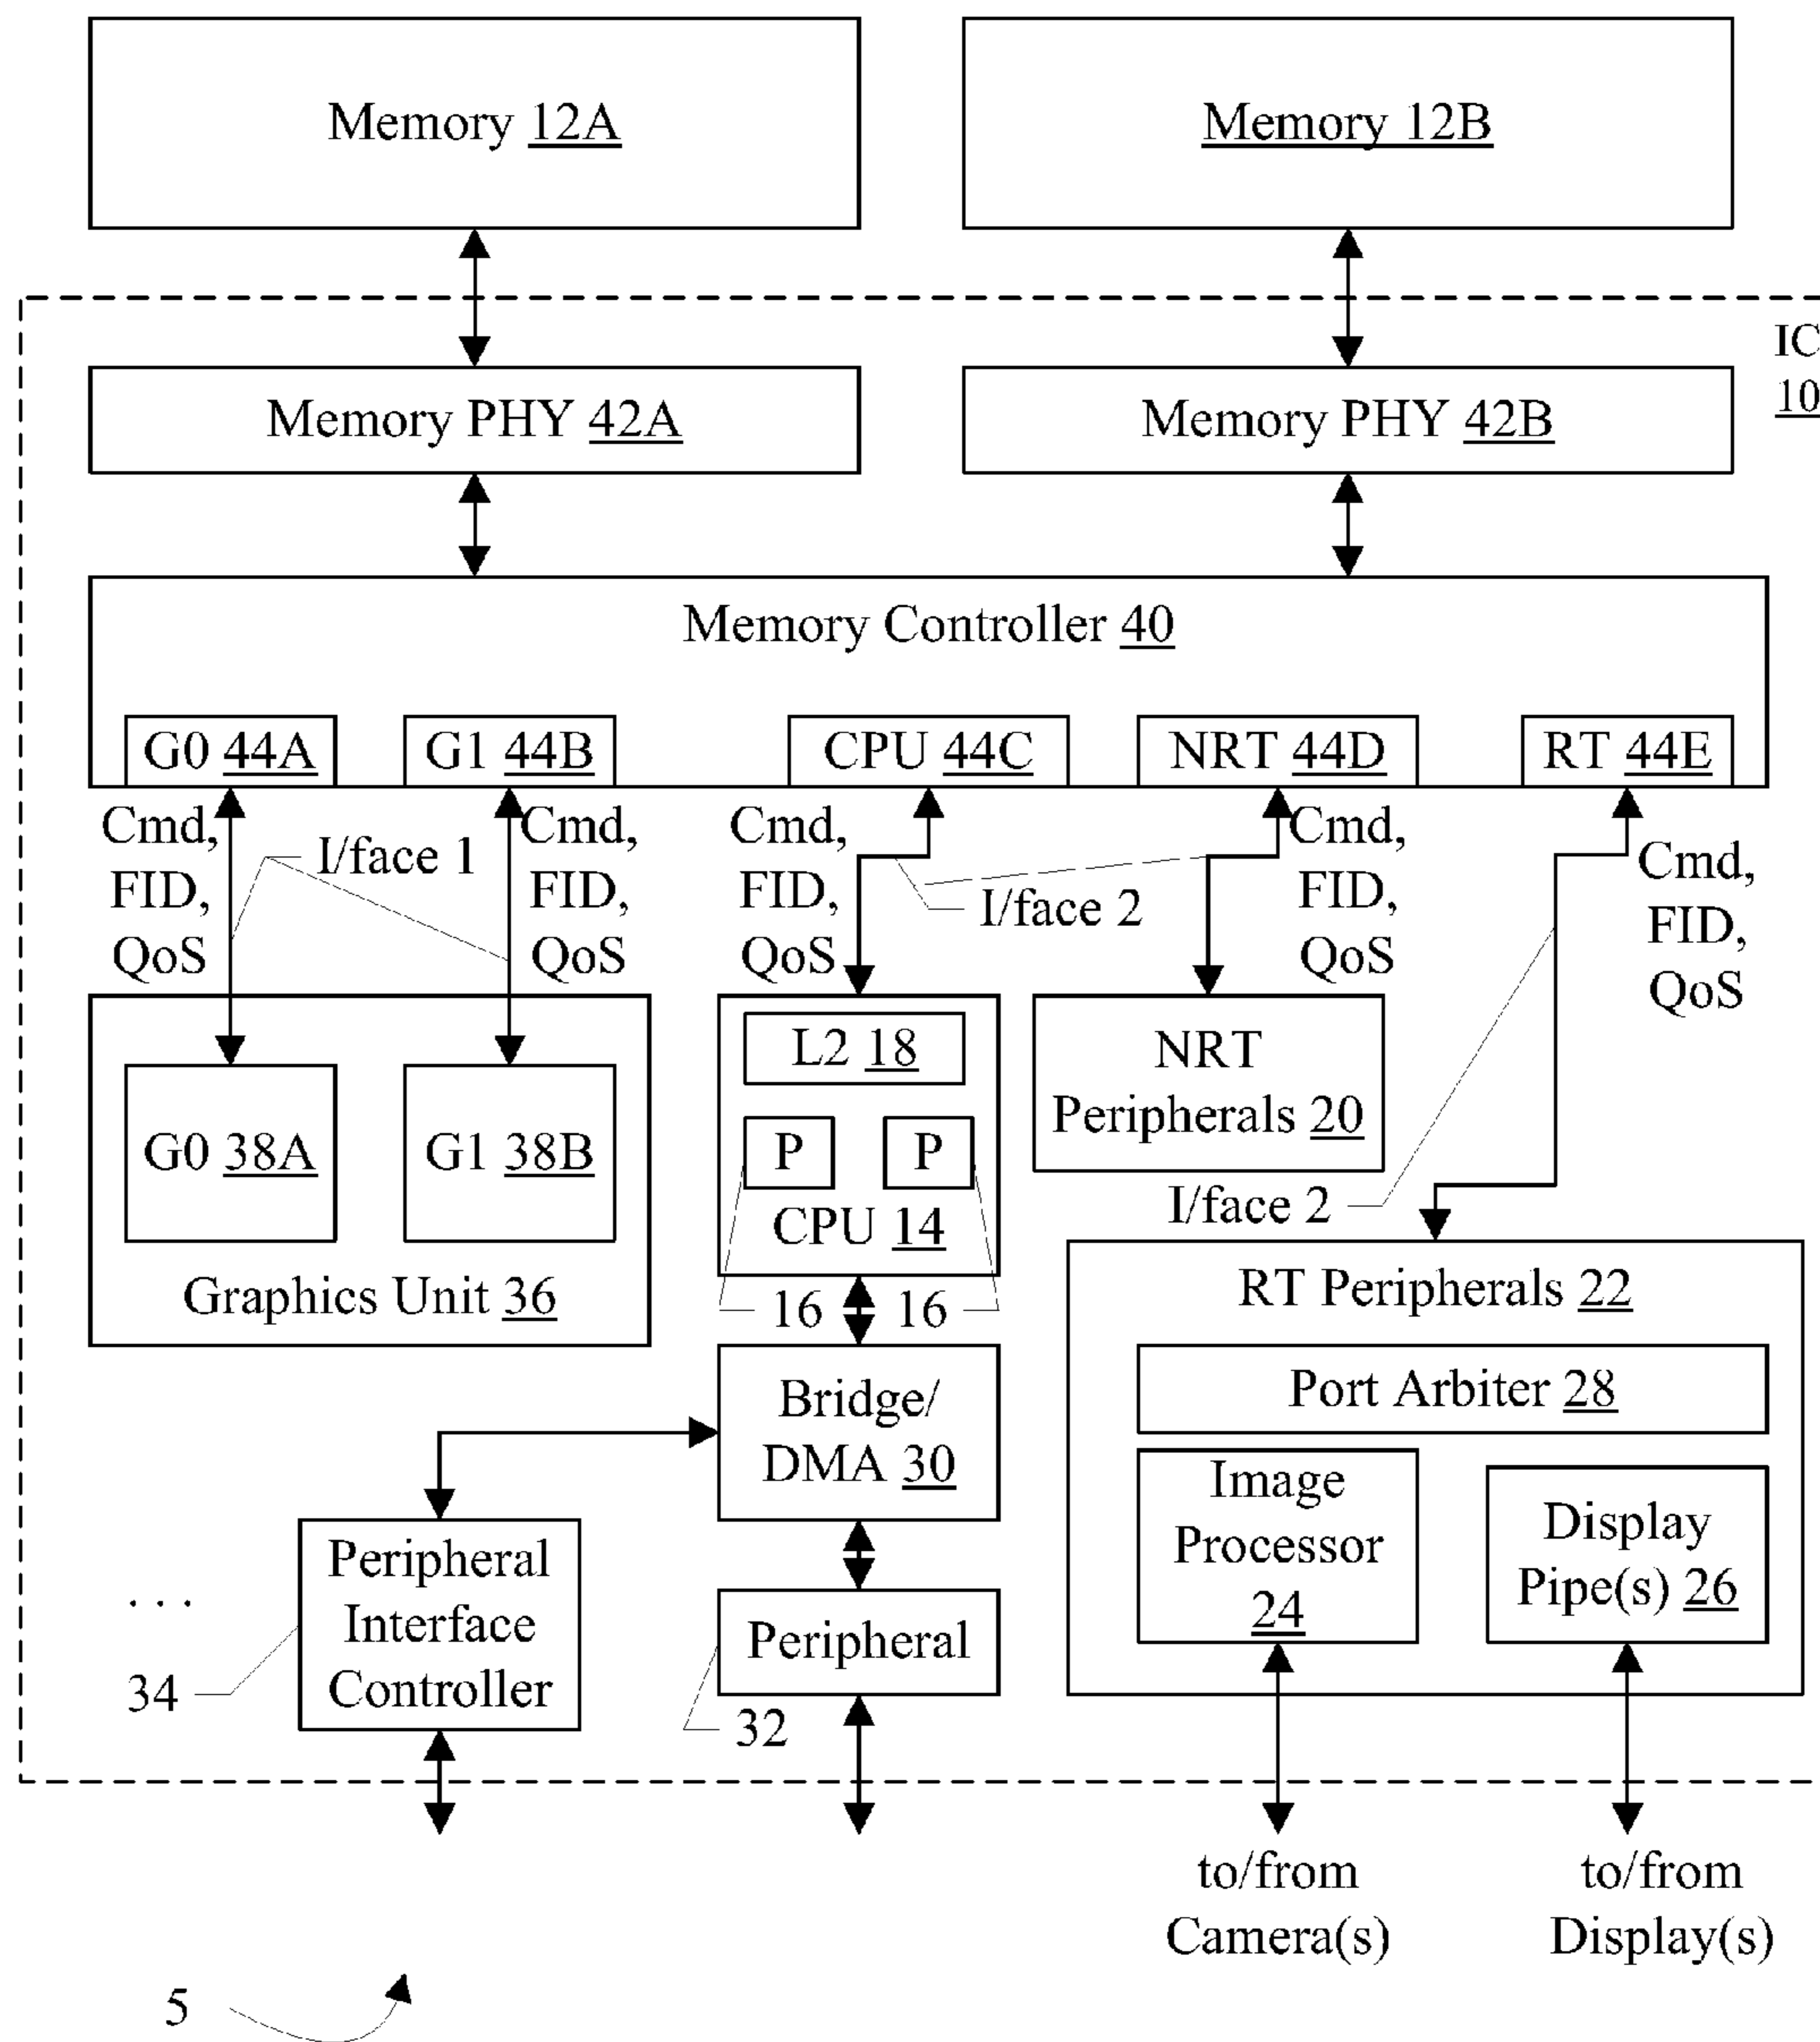 Memory 12A
Memory 12B
IC
10
Memory PHY 42A
Memory PHY 42B
Memory Controller 40
G0 44A
G1 44B
CPU 44C
NRT 44D
RT 44E
Cmd,
FID,
QoS
I/face 1
Cmd,
FID,
QoS
Cmd,
FID,
QoS
I/face 2
Cmd,
FID,
QoS
Cmd,
FID,
QoS
G0 38A
G1 38B
Graphics Unit 36
L2 18
P
P
CPU 14
16
16
NRT
Peripherals 20
I/face 2
RT Peripherals 22
Port Arbiter 28
Image
Processor
24
Display
Pipe(s) 26
Bridge/
DMA 30
Peripheral
Interface
Controller
. . .
34
Peripheral
32
to/from
Camera(s)
to/from
Display(s)
5